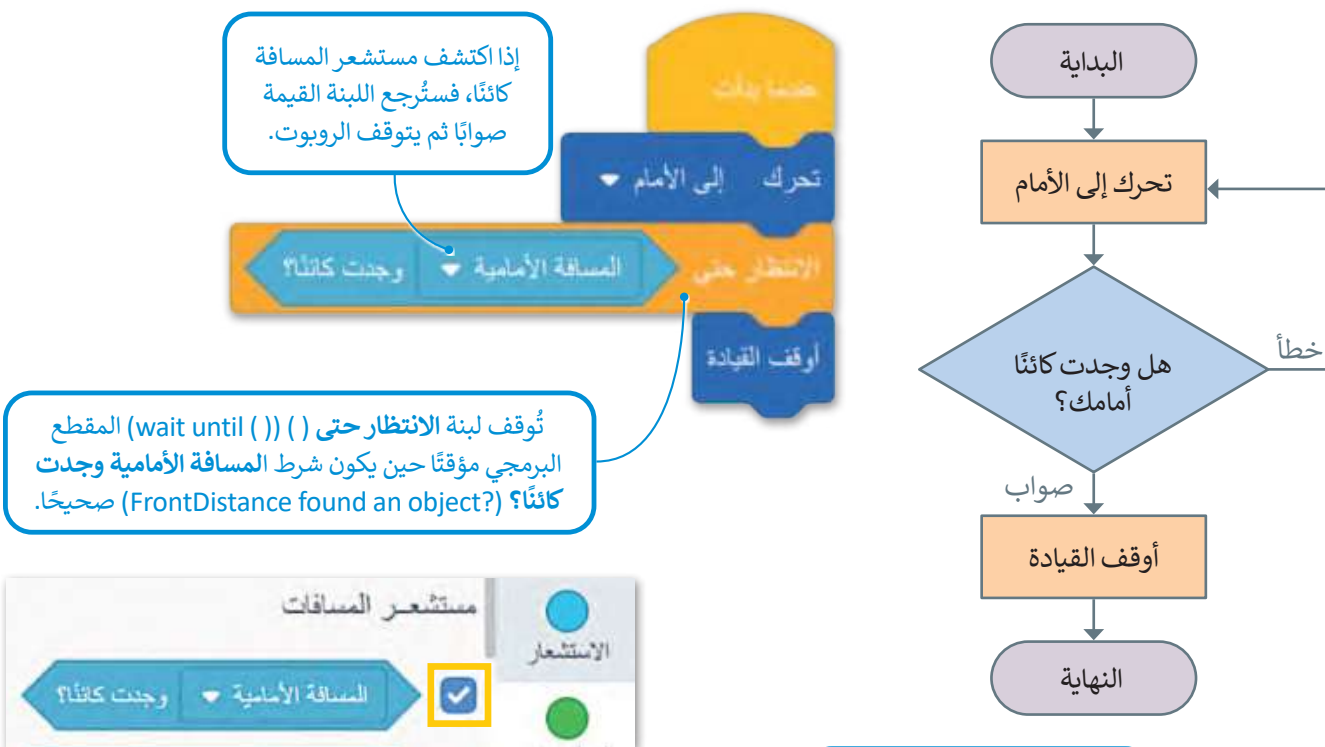 البداية
تحرك إلى الأمام
هل وجدت كائنًا
أمامك؟
خطأ
صواب
أوقف القيادة
النهاية
إذا اكتشف مستشعر المسافة
كائنًا، فستُرجع اللبنة القيمة
صوابًا ثم يتوقف الروبوت.
عندما بدأت
تحرك إلى الأمام
الانتظار حتى المسافة الأمامية وجدت كائنًا؟
أوقف القيادة
تُوقف لبنة الانتظار حتى ( ) (wait until ( )) المقطع
البرمجي مؤقتًا حين يكون شرط المسافة الأمامية وجدت
كائنًا؟ (FrontDistance found an object?) صحيحًا.
الاستشعار
مستشعر المسافات
المسافة الأمامية وجدت كائنًا؟